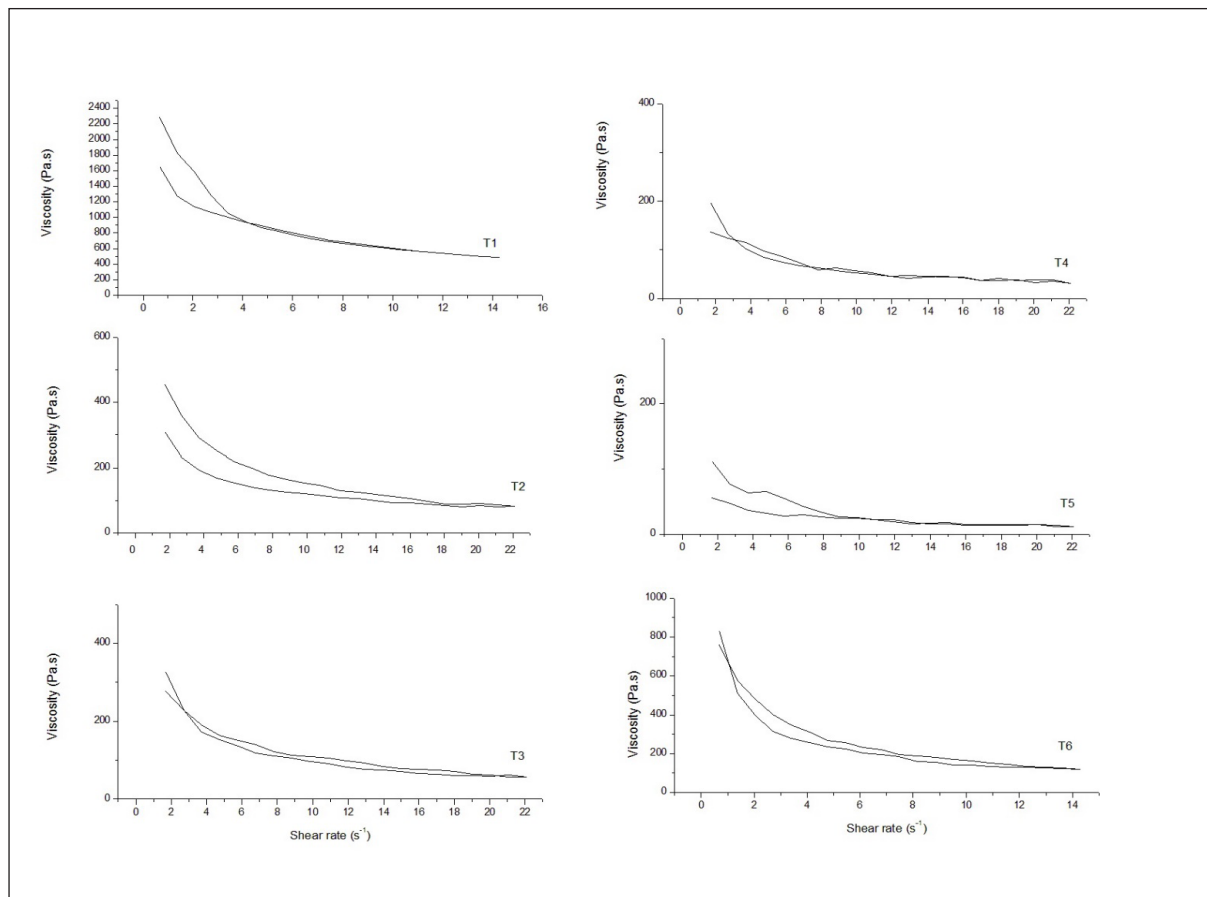 2400
2200
2000
1800
1600
1400
1200
1000
800
600
400
200
0
Viscosity (Pa.s)
T1
0 2 4 6 8 10 12 14 16
400
200
0
Viscosity (Pa.s)
T4
0 2 4 6 8 10 12 14 16 18 20 22
600
400
200
0
Viscosity (Pa.s)
T2
0 2 4 6 8 10 12 14 16 18 20 22
200
0
Viscosity (Pa.s)
T5
0 2 4 6 8 10 12 14 16 18 20 22
400
200
0
Viscosity (Pa.s)
T3
0 2 4 6 8 10 12 14 16 18 20 22
Shear rate (s⁻¹)
1000
800
600
400
200
0
Viscosity (Pa.s)
T6
0 2 4 6 8 10 12 14
Shear rate (s⁻¹)